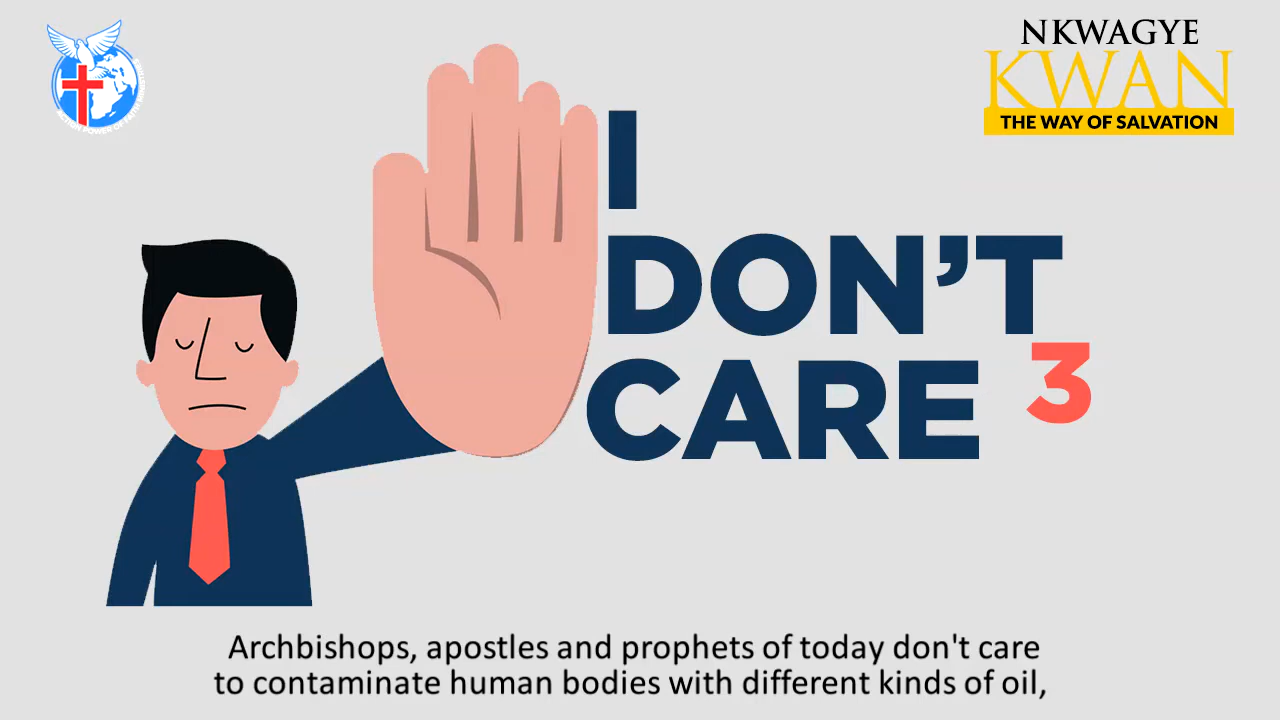 NKWAGYE
KWAN
THE WAY OF SALVATION
I
DON'T
CARE 3
Archbishops, apostles and prophets of today don't care
to contaminate human bodies with different kinds of oil,